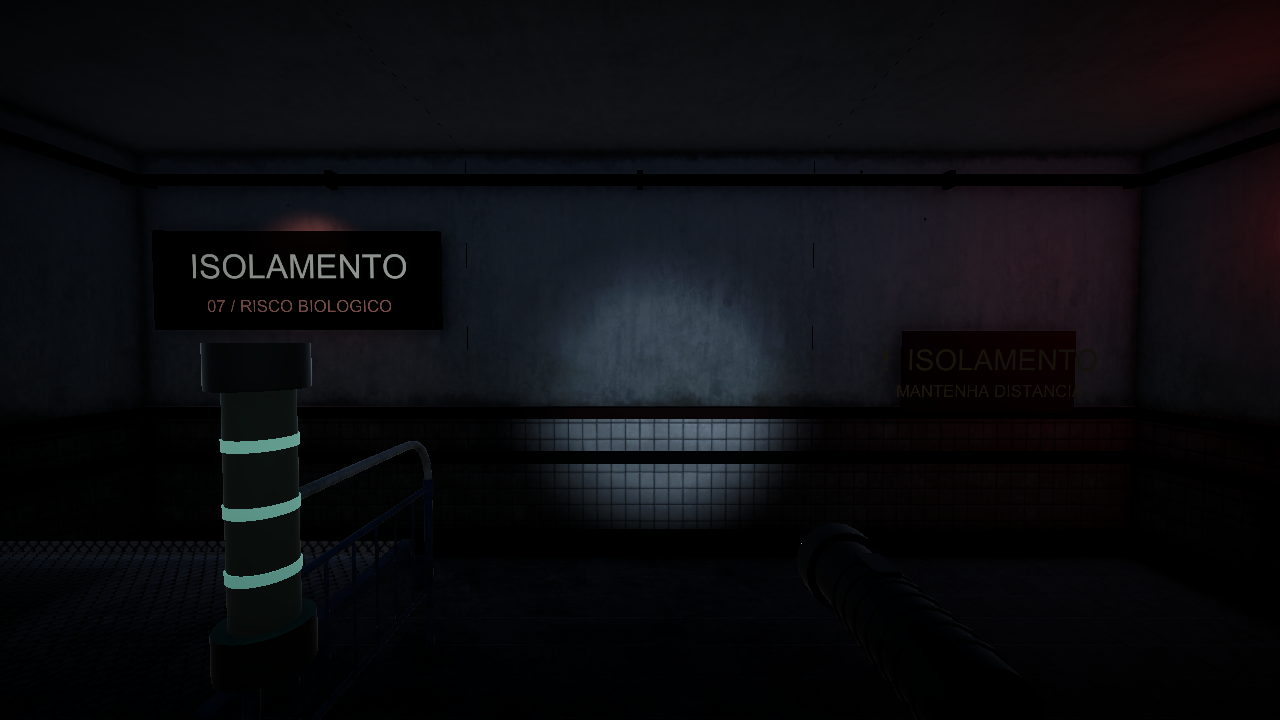 ISOLAMENTO
07 / RISCO BIOLOGICO
ISOLAMENTO
MANTENHA DISTANCIA